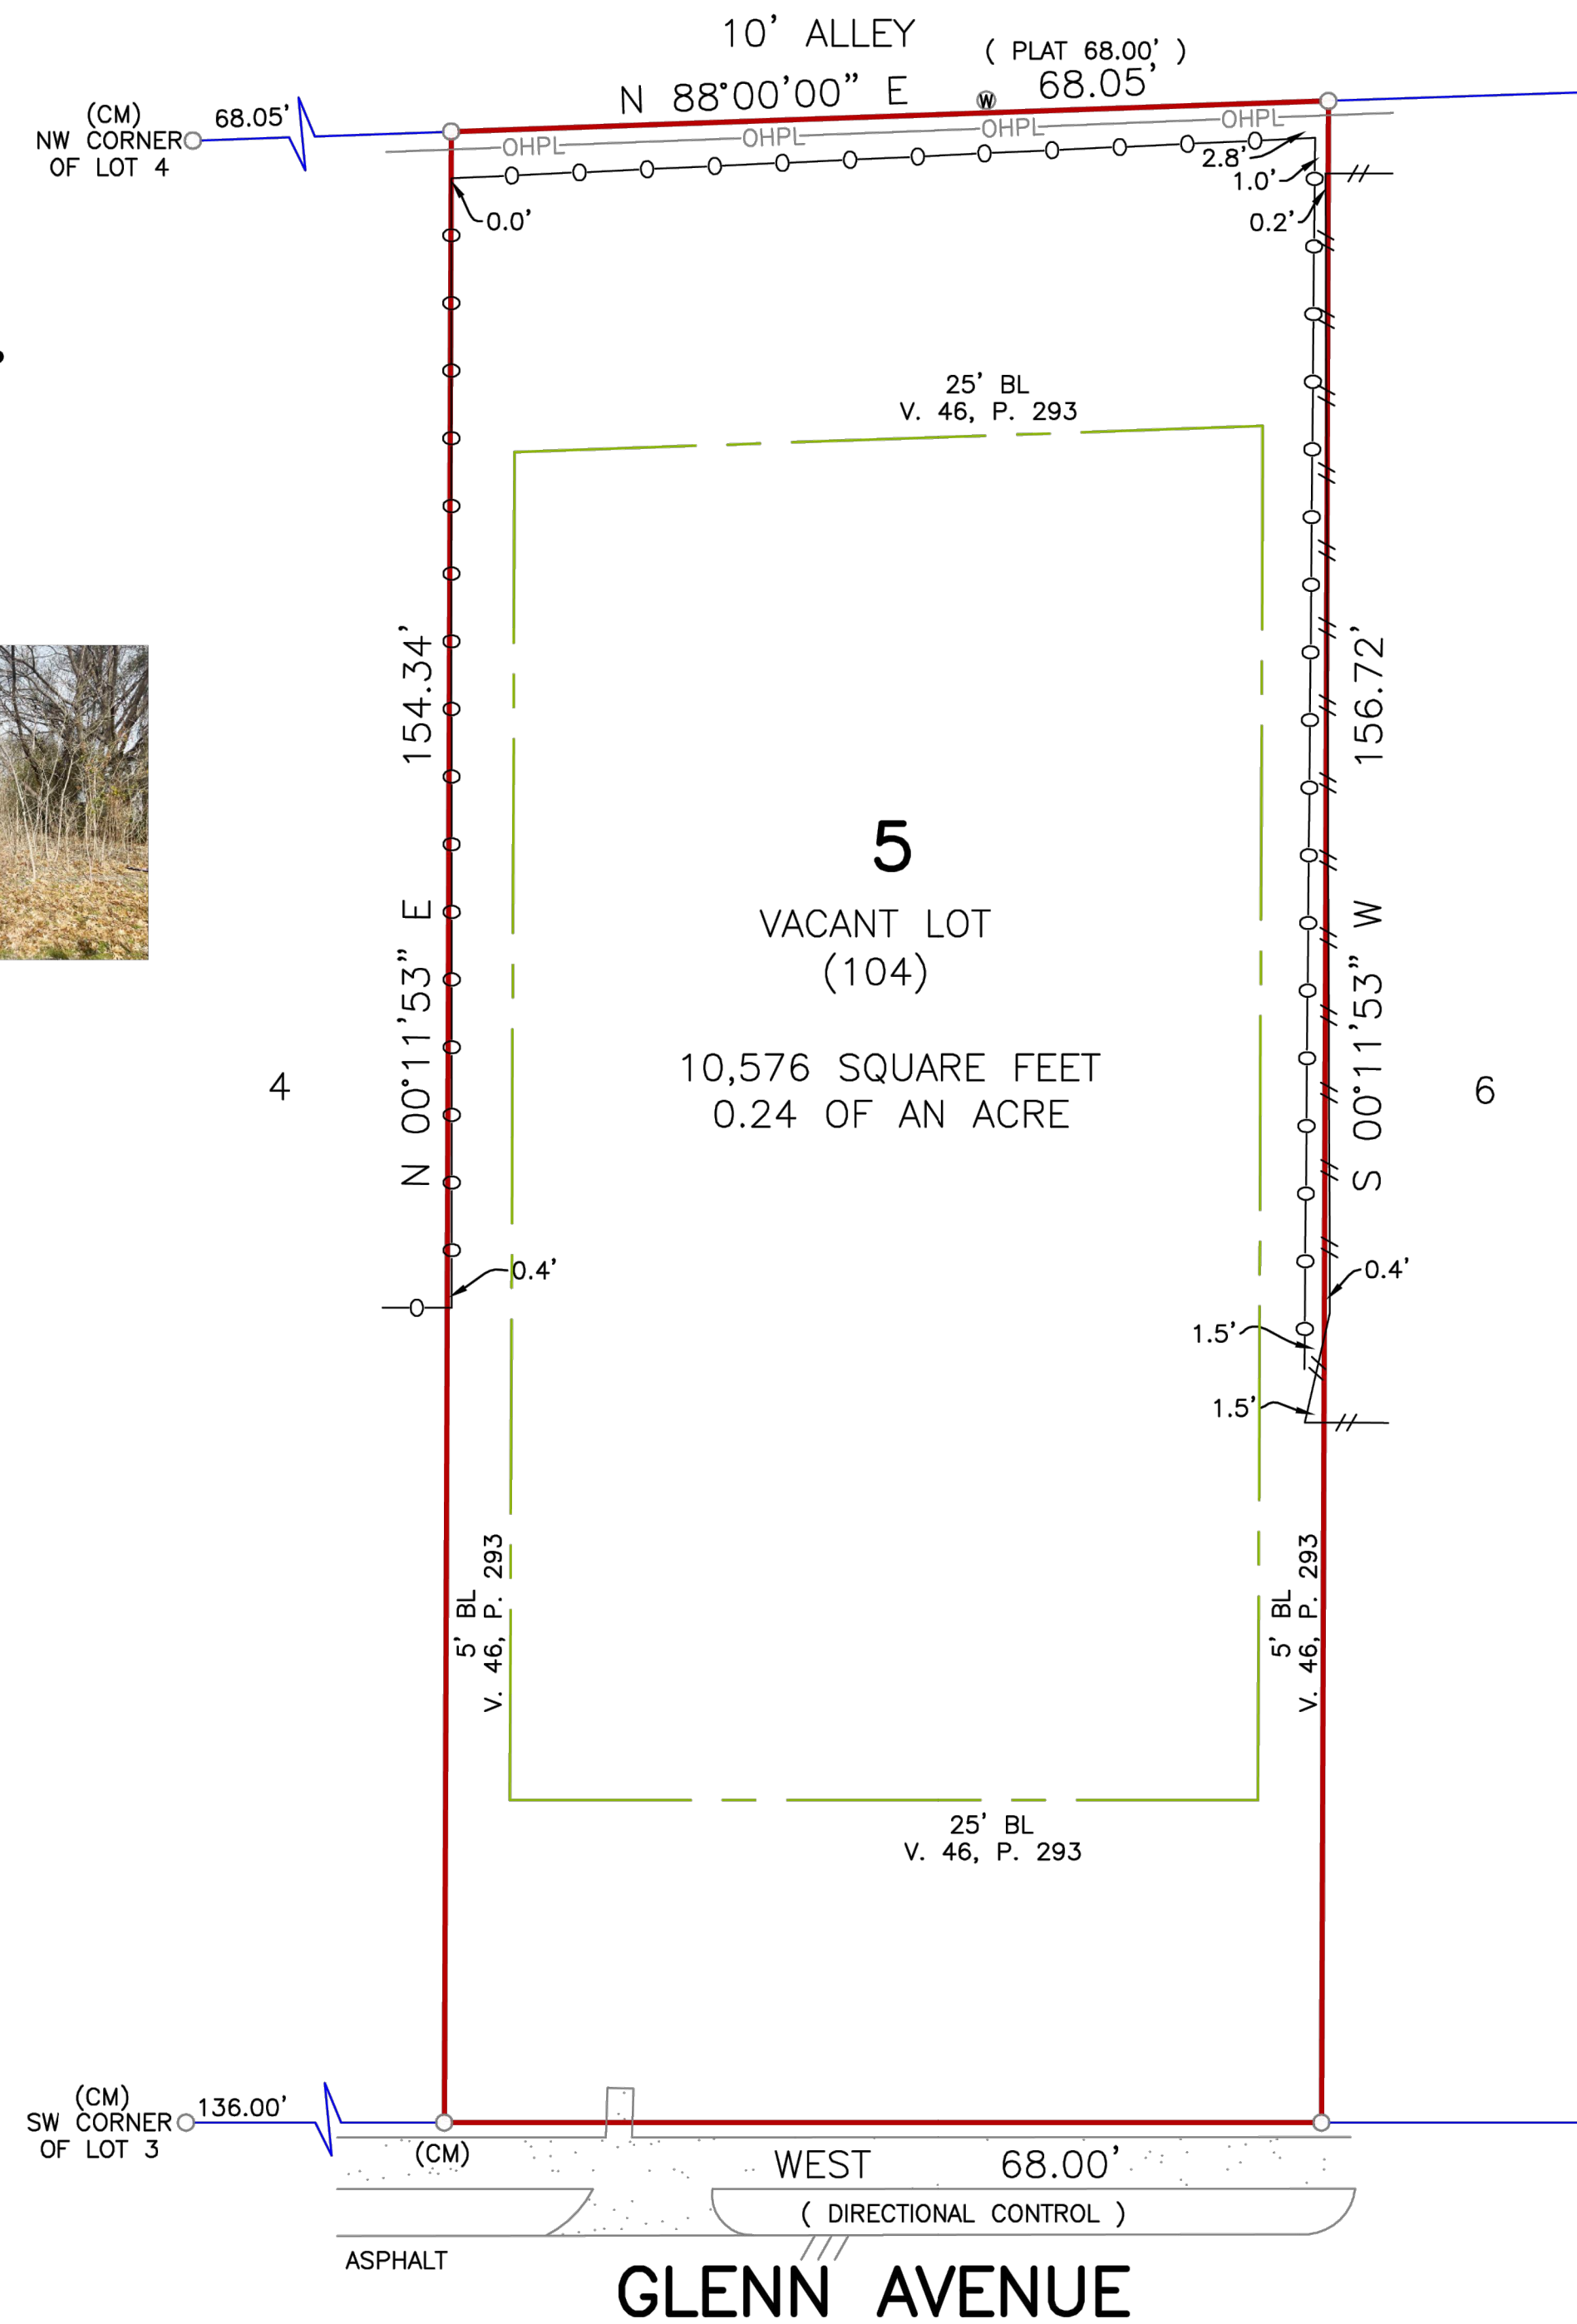 10' ALLEY
( PLAT 68.00' )
N 88°00'00" E
68.05'
(CM)
NW CORNER
OF LOT 4
68.05'
W
OHPL
OHPL
OHPL
OHPL
2.8'
1.0'
0.2'
0.0'
25' BL
V. 46, P. 293
154.34'
N 00°11'53" E
156.72'
S 00°11'53" W
5
VACANT LOT
(104)
10,576 SQUARE FEET
0.24 OF AN ACRE
4
6
0.4'
0.4'
1.5'
1.5'
5' BL
V. 46, P. 293
5' BL
V. 46, P. 293
25' BL
V. 46, P. 293
(CM)
SW CORNER
OF LOT 3
136.00'
(CM)
WEST 68.00'
( DIRECTIONAL CONTROL )
ASPHALT
GLENN AVENUE